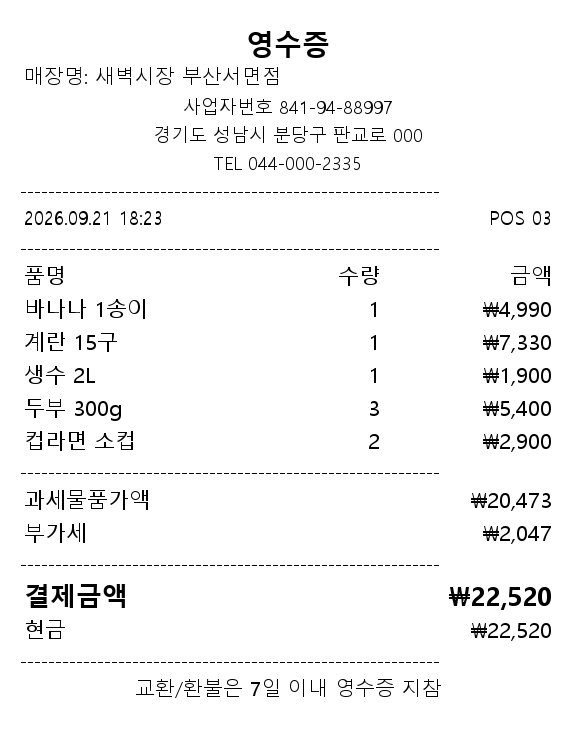 영수증
매장명: 새벽시장 부산서면점
사업자번호 841-94-88997
경기도 성남시 분당구 판교로 000
TEL 044-000-2335
2026.09.21 18:23 POS 03
품명 수량 금액
바나나 1송이 1 ₩4,990
계란 15구 1 ₩7,330
생수 2L 1 ₩1,900
두부 300g 3 ₩5,400
컵라면 소컵 2 ₩2,900
과세물품가액 ₩20,473
부가세 ₩2,047
결제금액 ₩22,520
현금 ₩22,520
교환/환불은 7일 이내 영수증 지참